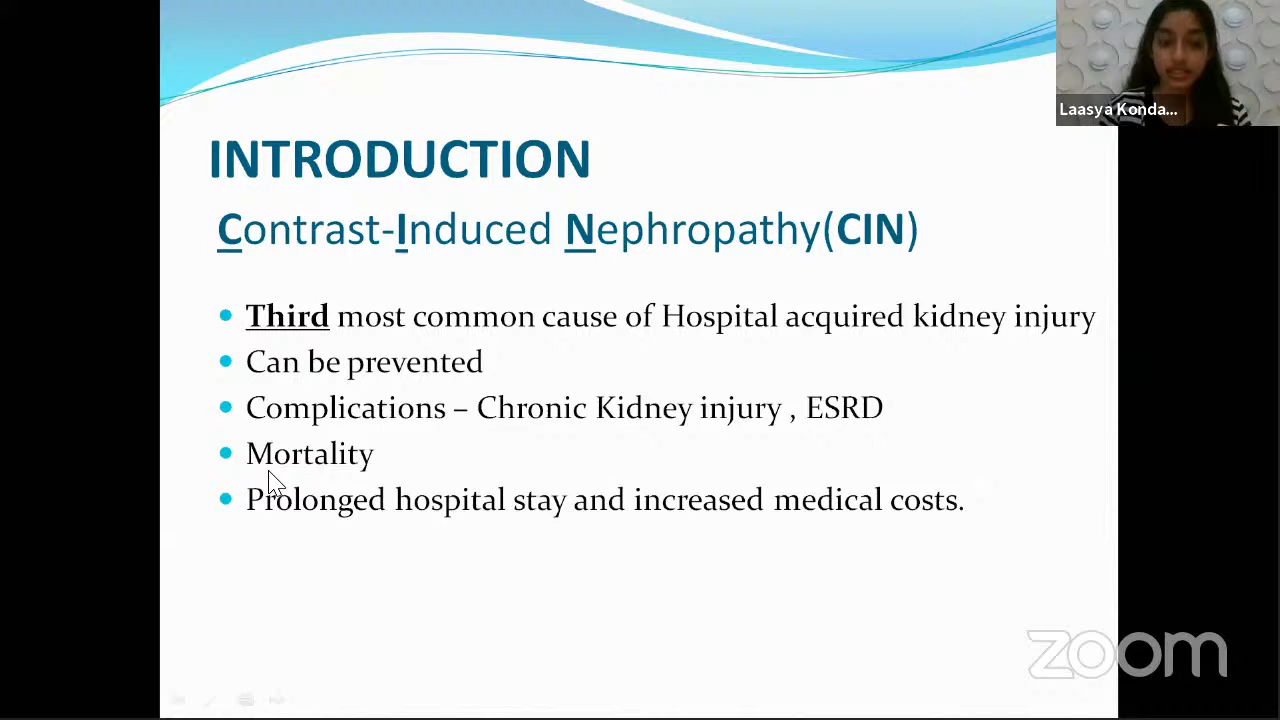 Laasya Konda...
INTRODUCTION
Contrast-Induced Nephropathy(CIN)
Third most common cause of Hospital acquired kidney injury
Can be prevented
Complications – Chronic Kidney injury , ESRD
Mortality
Prolonged hospital stay and increased medical costs.
zoom